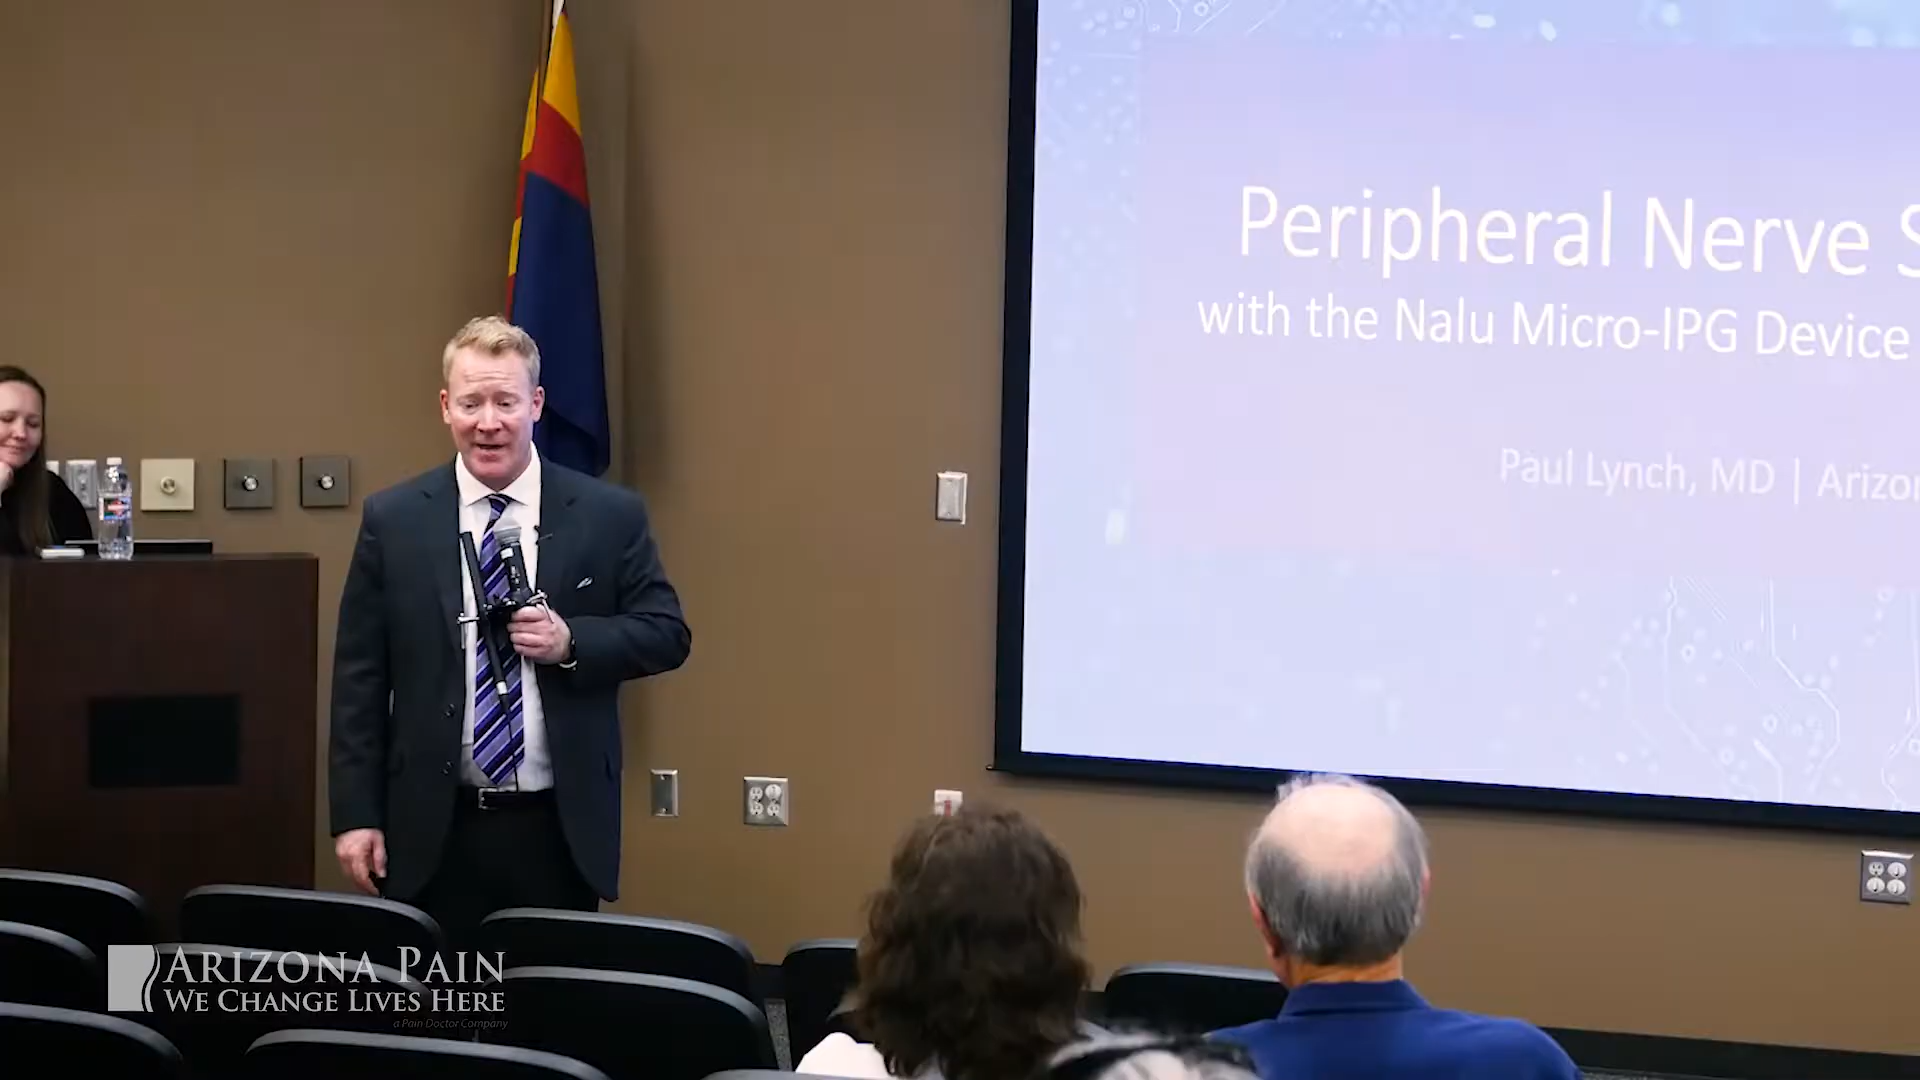 Peripheral Nerve S
with the Nalu Micro-IPG Device
Paul Lynch, MD | Arizo
ARIZONA PAIN
WE CHANGE LIVES HERE
a Pain Doctor Company